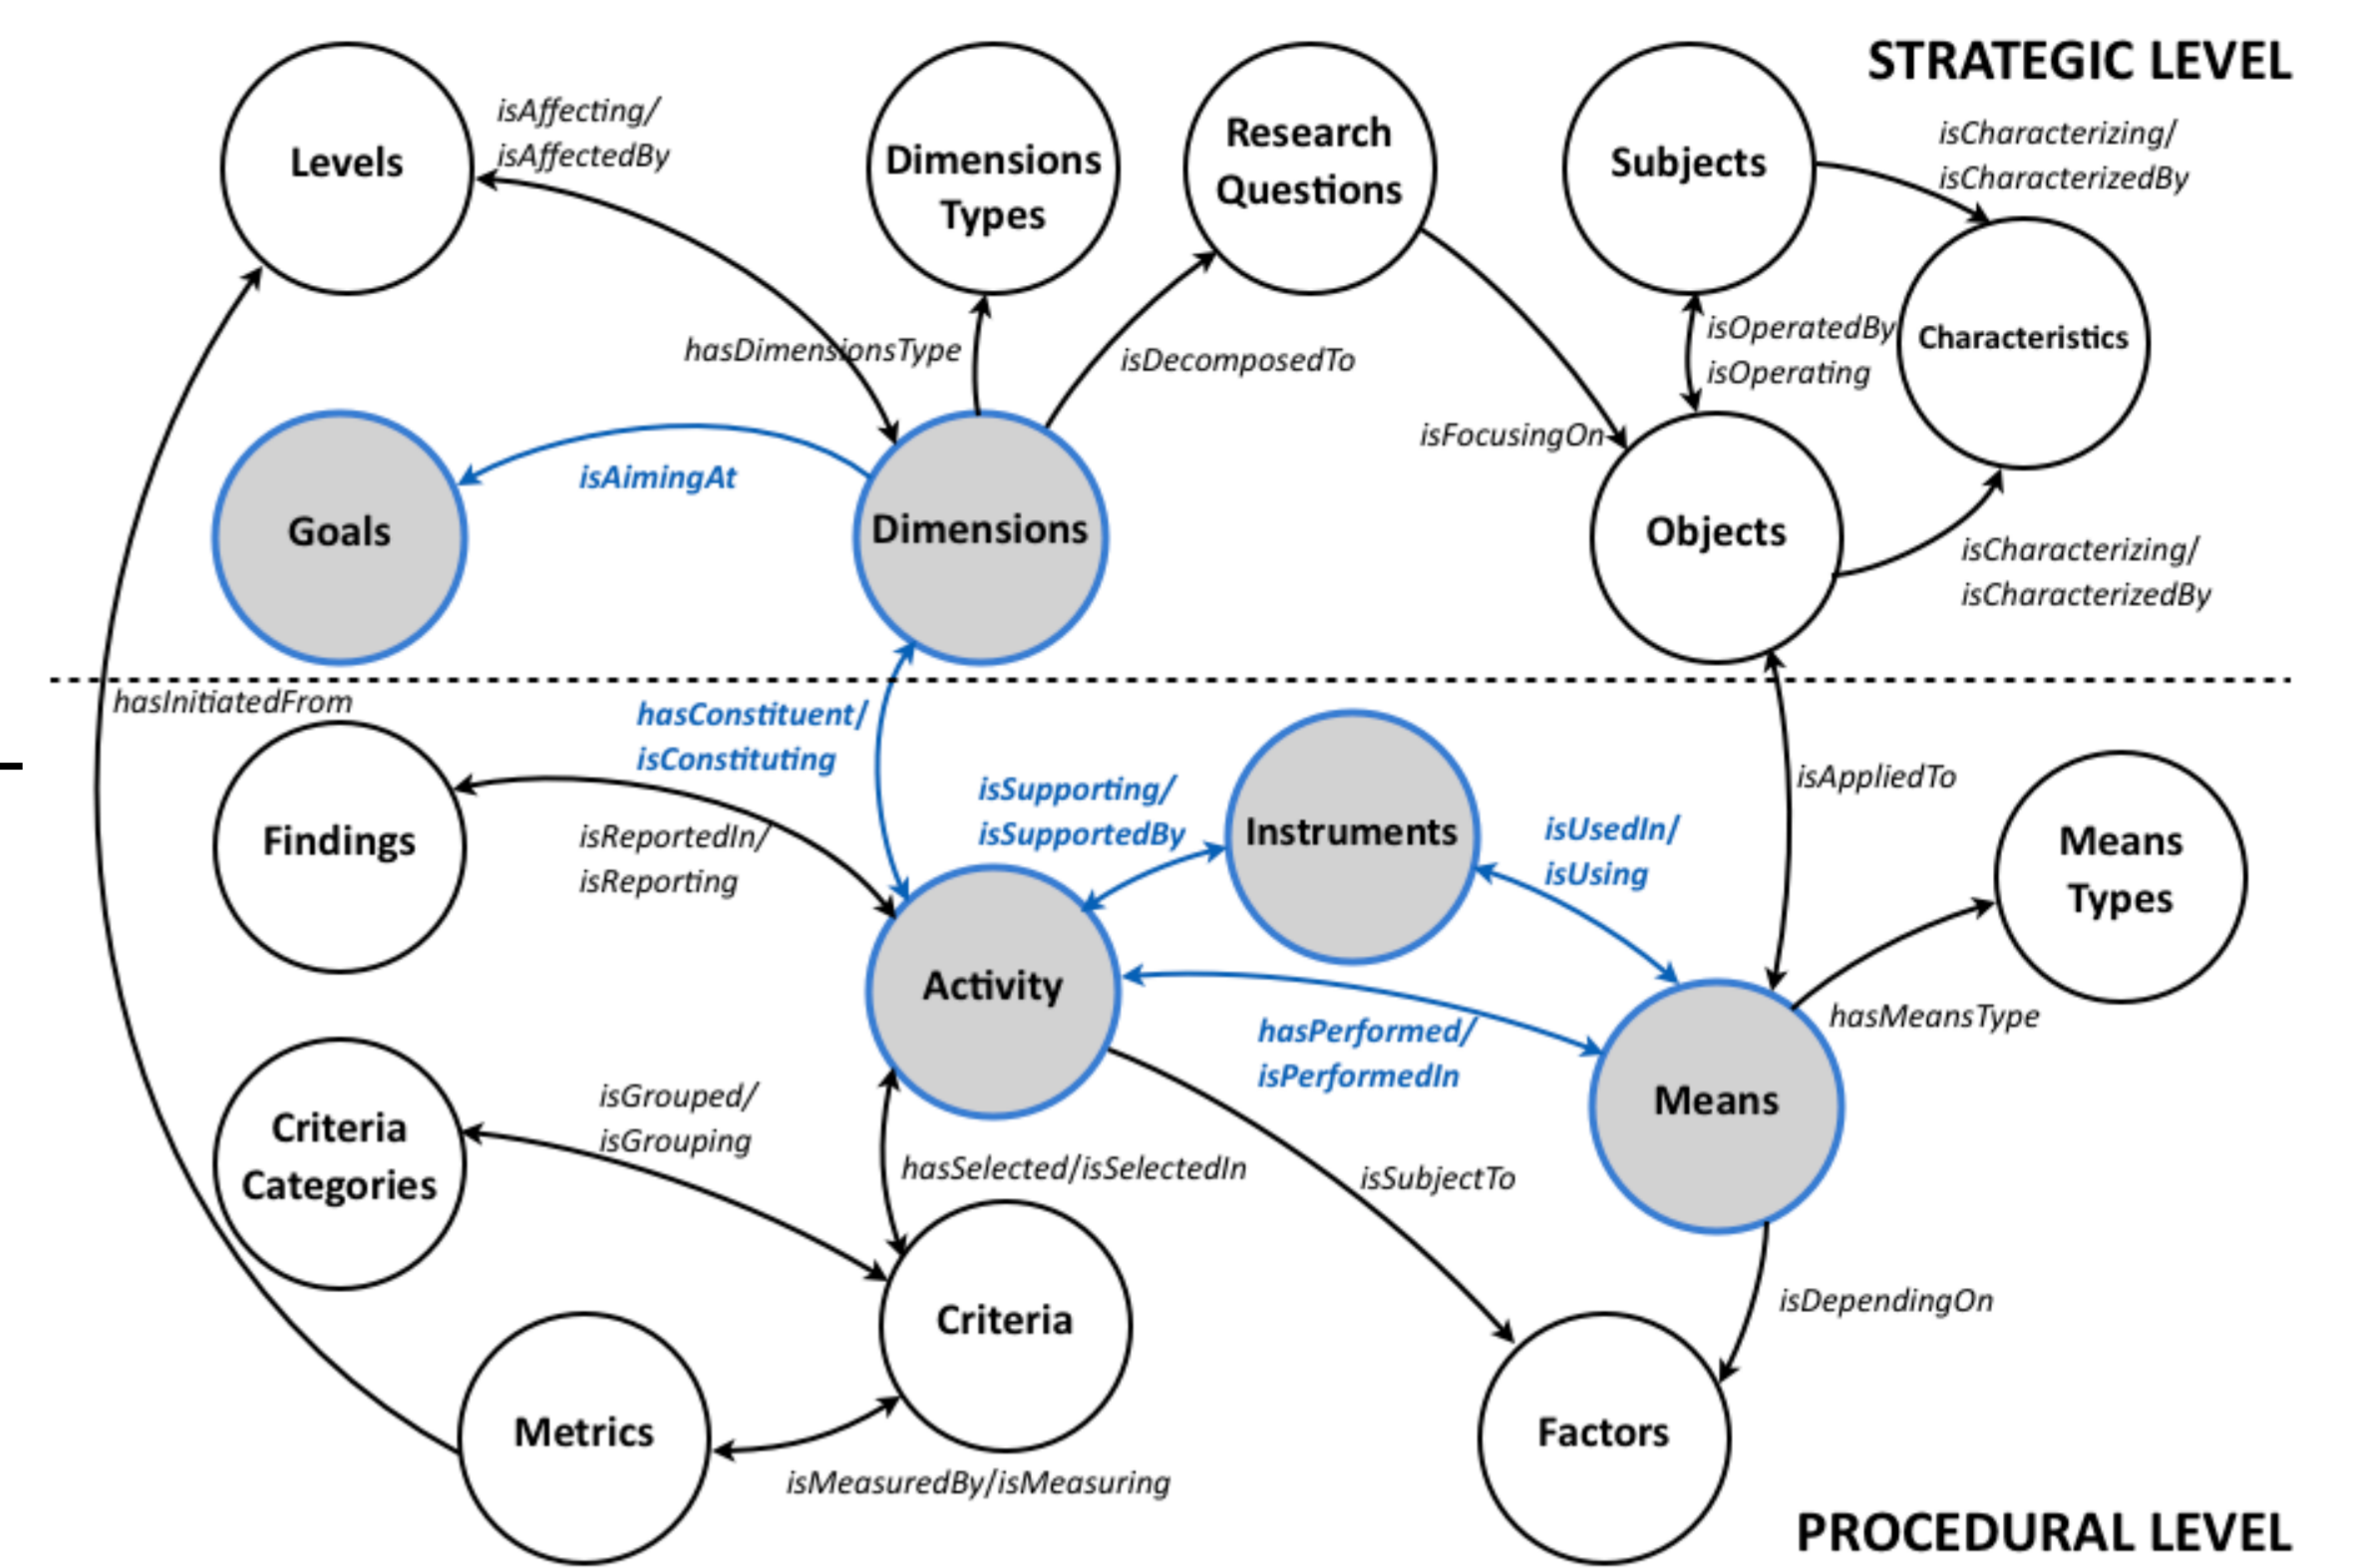 STRATEGIC LEVEL
Levels
isAffecting/
isAffectedBy
Dimensions
Types
Research
Questions
Subjects
isCharacterizing/
isCharacterizedBy
hasDimensionsType
isDecomposedTo
isOperatedBy
isOperating
Characteristics
isFocusingOn
Goals
isAimingAt
Dimensions
Objects
isCharacterizing/
isCharacterizedBy
hasInitiatedFrom
hasConstituent/
isConstituting
Findings
isReportedIn/
isReporting
isSupporting/
isSupportedBy
Instruments
isUsedIn/
isUsing
isAppliedTo
Means
Types
Activity
hasPerformed/
isPerformedIn
hasMeansType
Means
Criteria
Categories
isGrouped/
isGrouping
hasSelected/isSelectedIn
isSubjectTo
Criteria
isDependingOn
Metrics
isMeasuredBy/isMeasuring
Factors
PROCEDURAL LEVEL